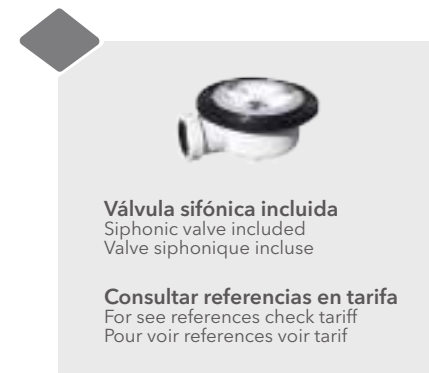 Válvula sifónica incluida
Siphonic valve included
Valve siphonique incluse
Consultar referencias en tarifa
For see references check tariff
Pour voir references voir tarif